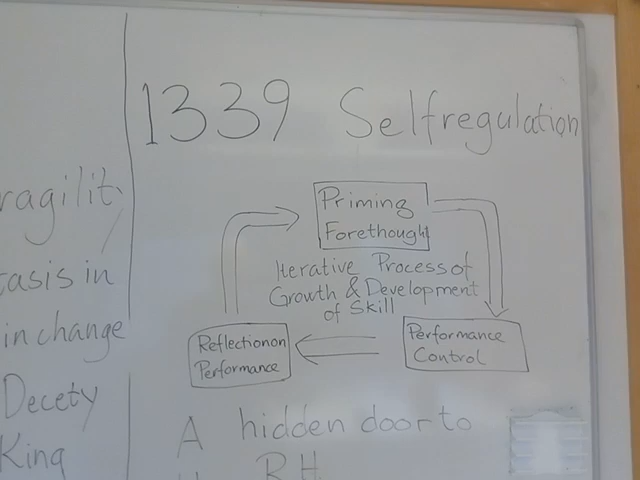 1339 Selfregulation
Priming
Forethought
Iterative Process of
Growth & Development
of Skill
Performance
Control
Reflection on
Performance
A hidden door to
RH
ragilit
tasis in
in change
Decety
King